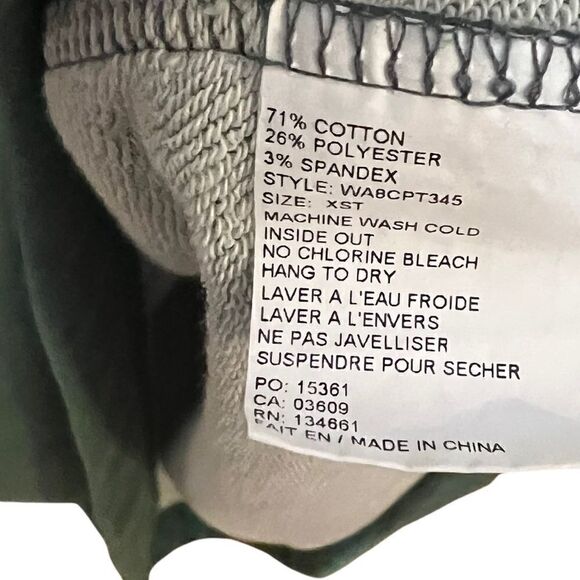 71% COTTON
26% POLYESTER
3% SPANDEX
STYLE: WA8CPT345
SIZE: XST
MACHINE WASH COLD
INSIDE OUT
NO CHLORINE BLEACH
HANG TO DRY
LAVER A L'EAU FROIDE
LAVER A L'ENVERS
NE PAS JAVELLISER
SUSPENDRE POUR SECHER
PO: 15361
CA: 03609
RN: 134661
FAIT EN / MADE IN CHINA